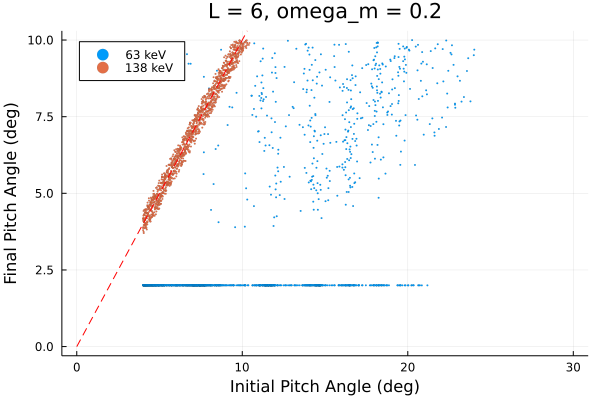 L = 6, omega_m = 0.2
Final Pitch Angle (deg)
10.0
7.5
5.0
2.5
0.0
63 keV
138 keV
0
10
20
30
Initial Pitch Angle (deg)